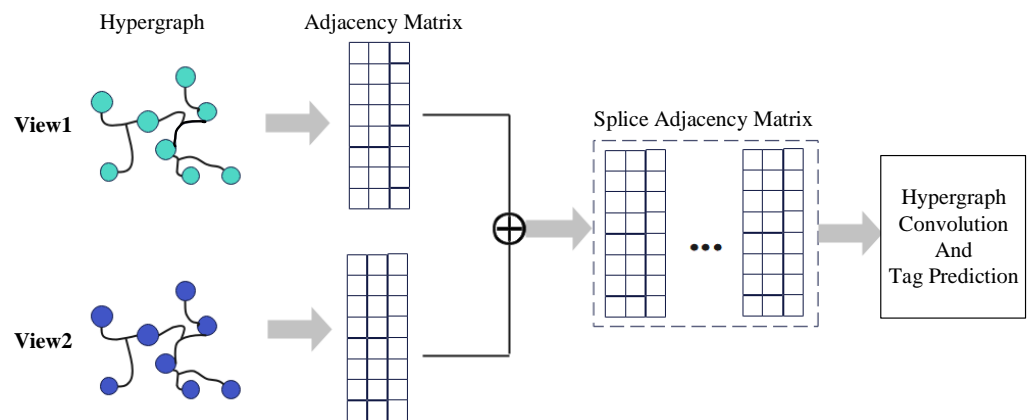 Hypergraph
Adjacency Matrix
View1
Splice Adjacency Matrix
Hypergraph
Convolution
And
Tag Prediction
View2